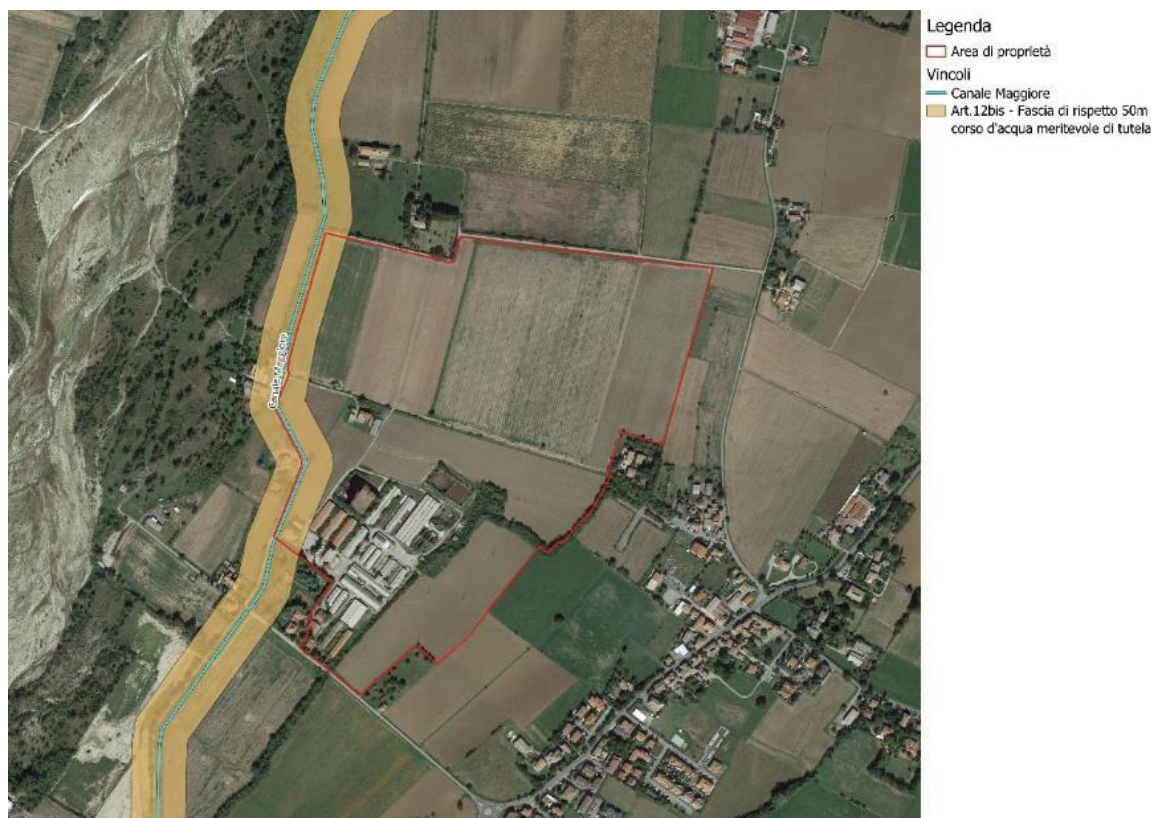 Legenda
Area di proprietà
Vincoli
Canale Maggiore
Art.12bis - Fascia di rispetto 50m
corso d'acqua meritevole di tutela
Canale Maggiore